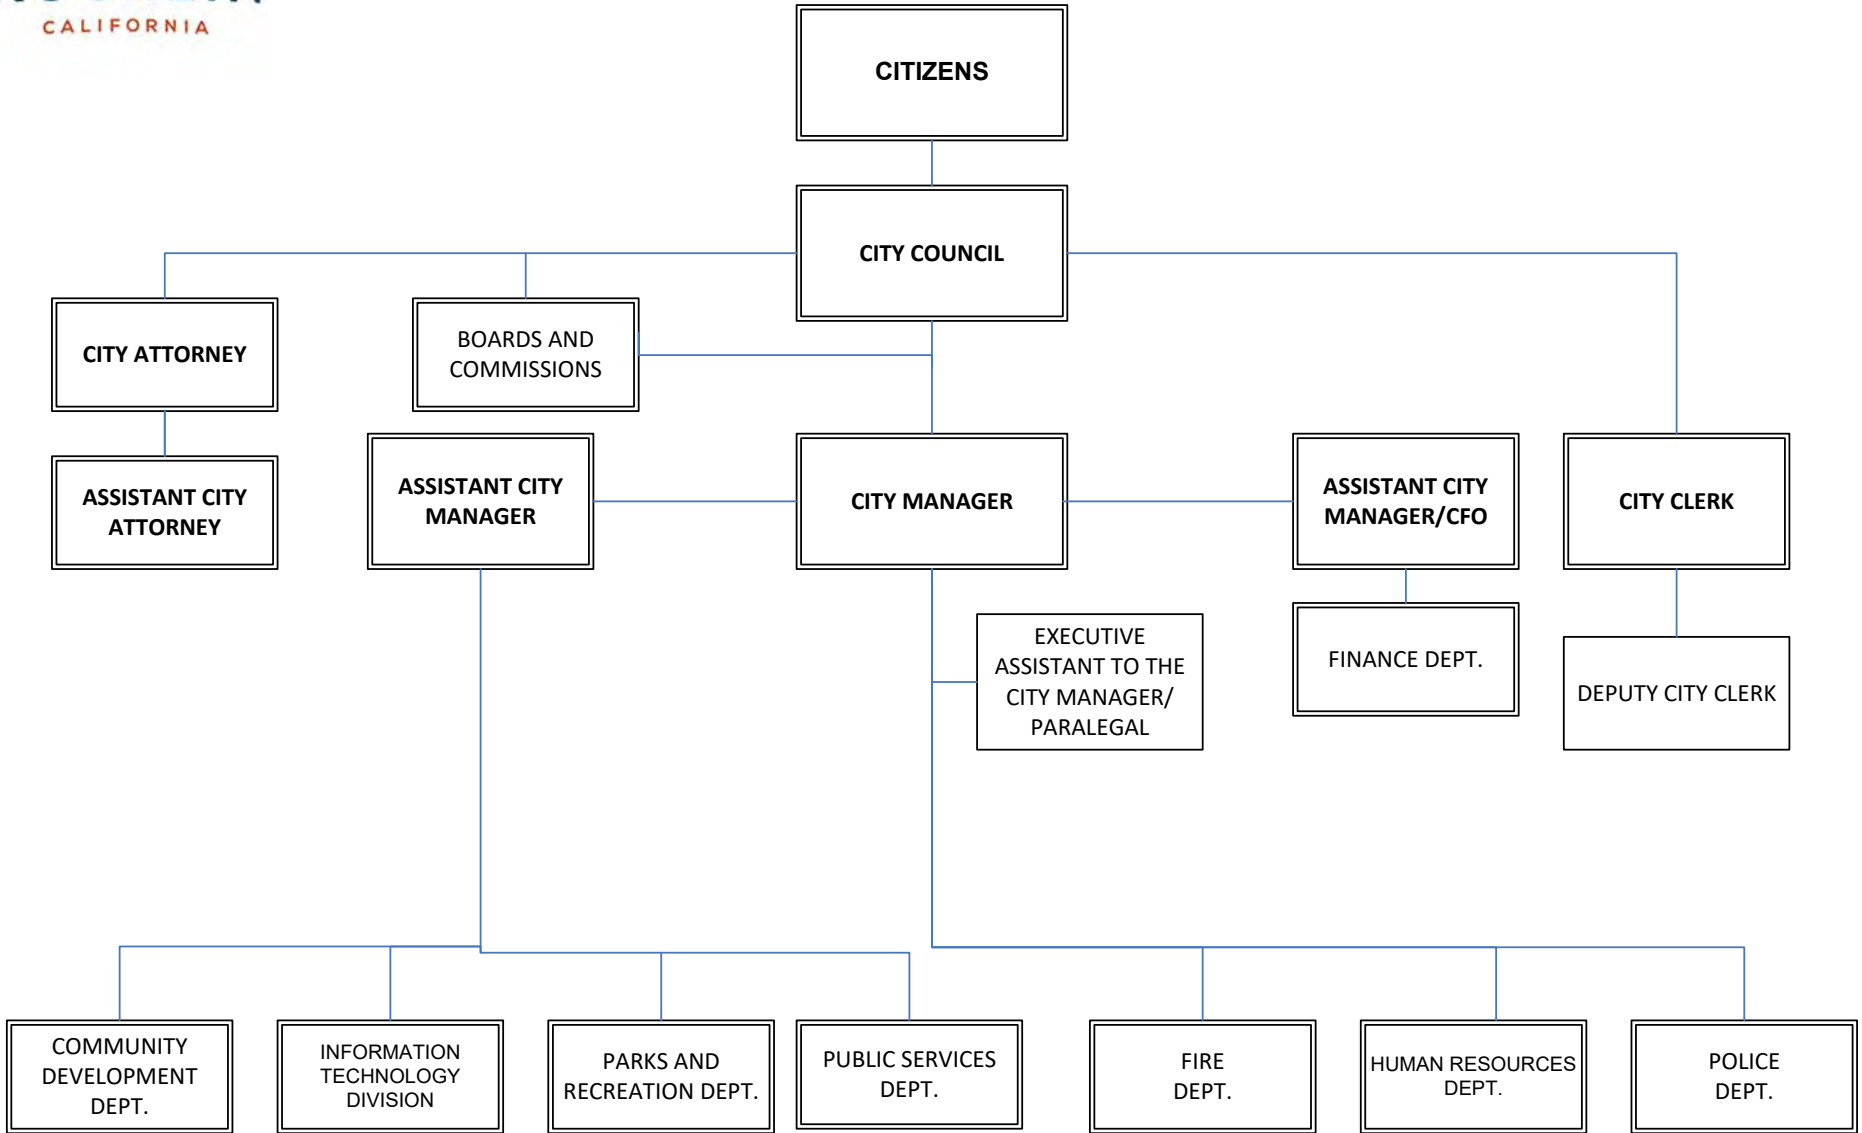 CALIFORNIA
CITIZENS
CITY COUNCIL
CITY ATTORNEY
BOARDS AND
COMMISSIONS
ASSISTANT CITY
ATTORNEY
ASSISTANT CITY
MANAGER
CITY MANAGER
ASSISTANT CITY
MANAGER/CFO
CITY CLERK
EXECUTIVE
ASSISTANT TO THE
CITY MANAGER/
PARALEGAL
FINANCE DEPT.
DEPUTY CITY CLERK
COMMUNITY
DEVELOPMENT
DEPT.
INFORMATION
TECHNOLOGY
DIVISION
PARKS AND
RECREATION DEPT.
PUBLIC SERVICES
DEPT.
FIRE
DEPT.
HUMAN RESOURCES
DEPT.
POLICE
DEPT.